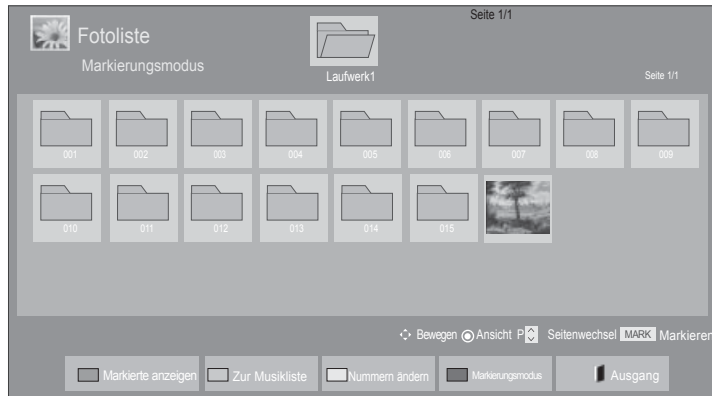 Seite 1/1
Fotoliste
Markierungsmodus
Laufwerk1
Seite 1/1
001 002 003 004 005 006 007 008 009
010 011 012 013 014 015
Bewegen Ansicht P Seitenwechsel MARK Markieren
Markierte anzeigen Zur Musikliste Nummern ändern Markierungsmodus Ausgang